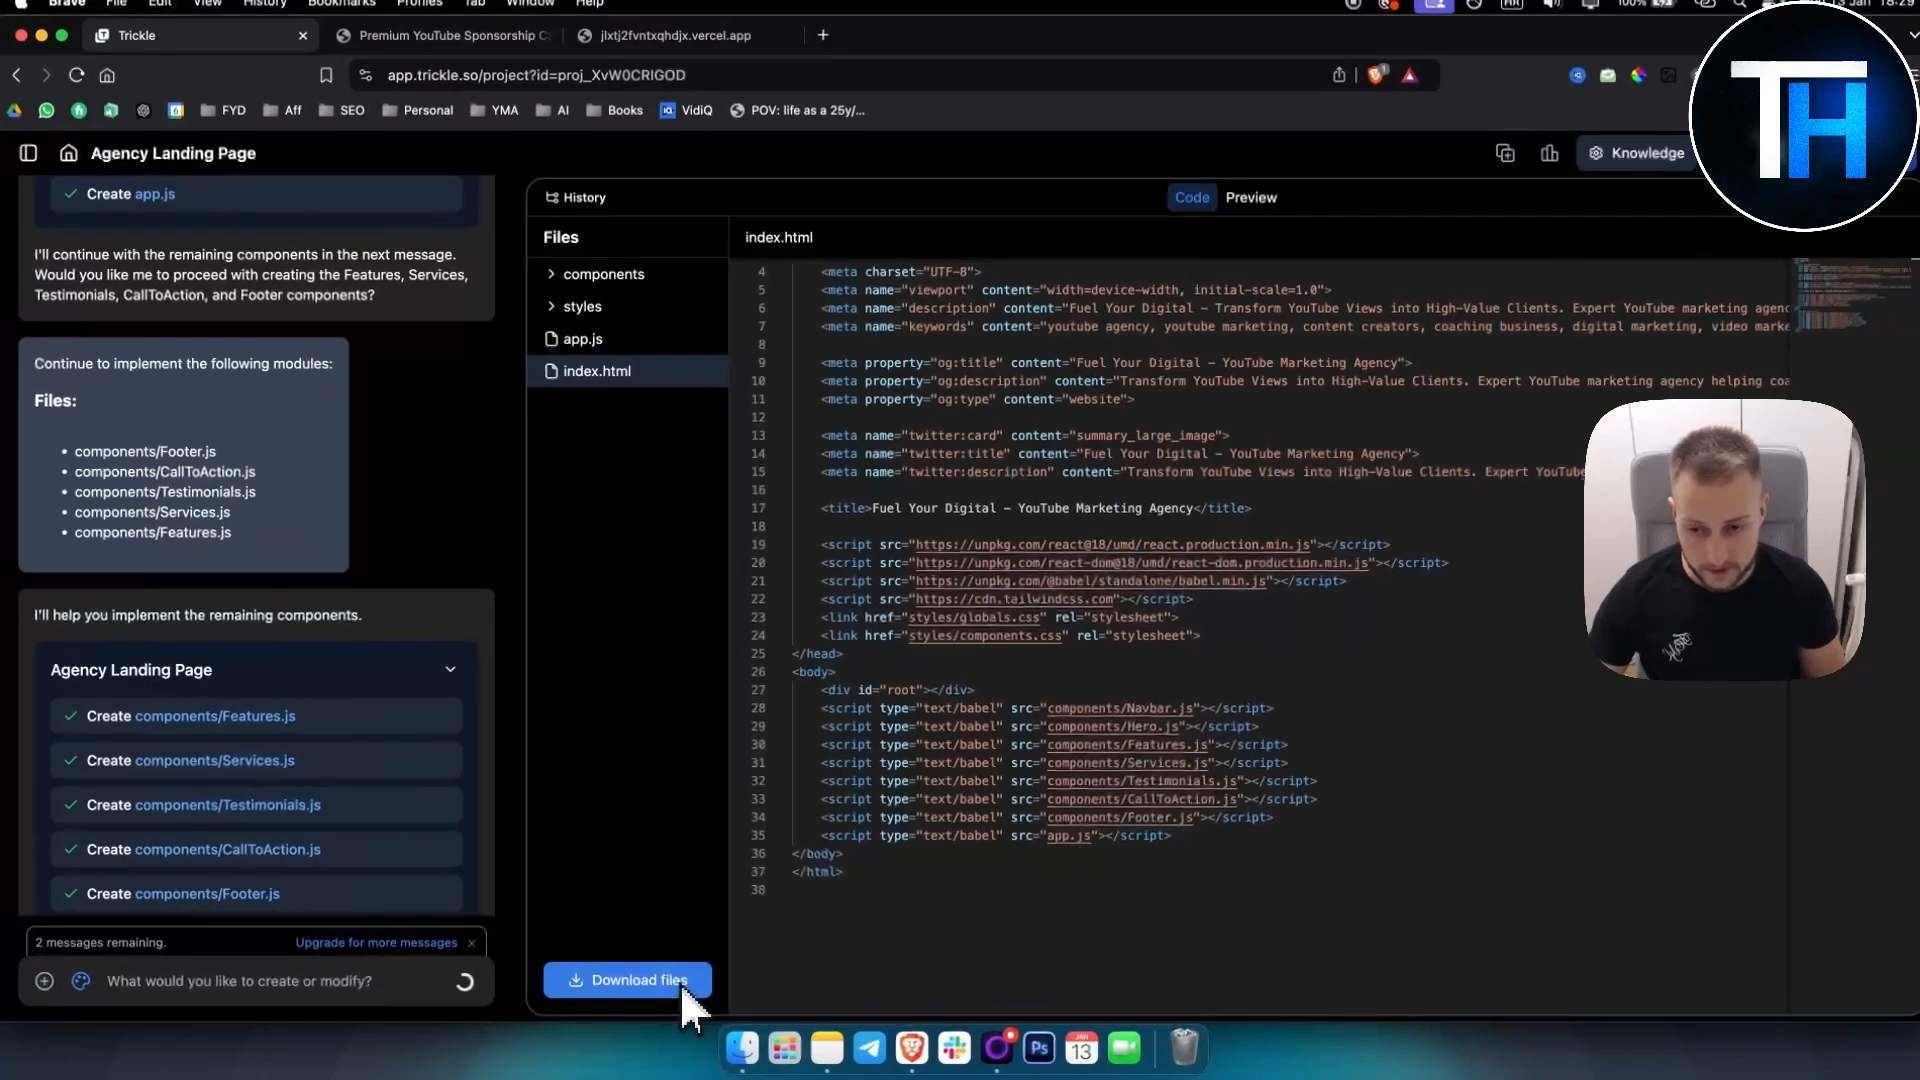 Brave File Edit View History Bookmarks Profiles Tab Window Help
100%
13 Jan 18:29
Trickle
Premium YouTube Sponsorship C
jlxtj2fvntxqhdjx.vercel.app
app.trickle.so/project?id=proj_XvW0CRIGOD
FYD
Aff
SEO
Personal
YMA
AI
Books
VidiQ
POV: life as a 25y/...
TH
Agency Landing Page
Knowledge
Create app.js
I'll continue with the remaining components in the next message.
Would you like me to proceed with creating the Features, Services,
Testimonials, CallToAction, and Footer components?
Continue to implement the following modules:
Files:
• components/Footer.js
• components/CallToAction.js
• components/Testimonials.js
• components/Services.js
• components/Features.js
I'll help you implement the remaining components.
Agency Landing Page
Create components/Features.js
Create components/Services.js
Create components/Testimonials.js
Create components/CallToAction.js
Create components/Footer.js
2 messages remaining.
Upgrade for more messages
What would you like to create or modify?
History
Code
Preview
Files
components
styles
app.js
index.html
Download files
index.html
4 <meta charset="UTF-8">
5 <meta name="viewport" content="width=device-width, initial-scale=1.0">
6 <meta name="description" content="Fuel Your Digital - Transform YouTube Views into High-Value Clients. Expert YouTube marketing agenc
7 <meta name="keywords" content="youtube agency, youtube marketing, content creators, coaching business, digital marketing, video marke
8
9 <meta property="og:title" content="Fuel Your Digital - YouTube Marketing Agency">
10 <meta property="og:description" content="Transform YouTube Views into High-Value Clients. Expert YouTube marketing agency helping coa
11 <meta property="og:type" content="website">
12
13 <meta name="twitter:card" content="summary_large_image">
14 <meta name="twitter:title" content="Fuel Your Digital - YouTube Marketing Agency">
15 <meta name="twitter:description" content="Transform YouTube Views into High-Value Clients. Expert YouTube
16
17 <title>Fuel Your Digital - YouTube Marketing Agency</title>
18
19 <script src="https://unpkg.com/react@18/umd/react.production.min.js"></script>
20 <script src="https://unpkg.com/react-dom@18/umd/react-dom.production.min.js"></script>
21 <script src="https://unpkg.com/@babel/standalone/babel.min.js"></script>
22 <script src="https://cdn.tailwindcss.com"></script>
23 <link href="styles/globals.css" rel="stylesheet">
24 <link href="styles/components.css" rel="stylesheet">
25 </head>
26 <body>
27 <div id="root"></div>
28 <script type="text/babel" src="components/Navbar.js"></script>
29 <script type="text/babel" src="components/Hero.js"></script>
30 <script type="text/babel" src="components/Features.js"></script>
31 <script type="text/babel" src="components/Services.js"></script>
32 <script type="text/babel" src="components/Testimonials.js"></script>
33 <script type="text/babel" src="components/CallToAction.js"></script>
34 <script type="text/babel" src="components/Footer.js"></script>
35 <script type="text/babel" src="app.js"></script>
36 </body>
37 </html>
38
Ps
JAN
13